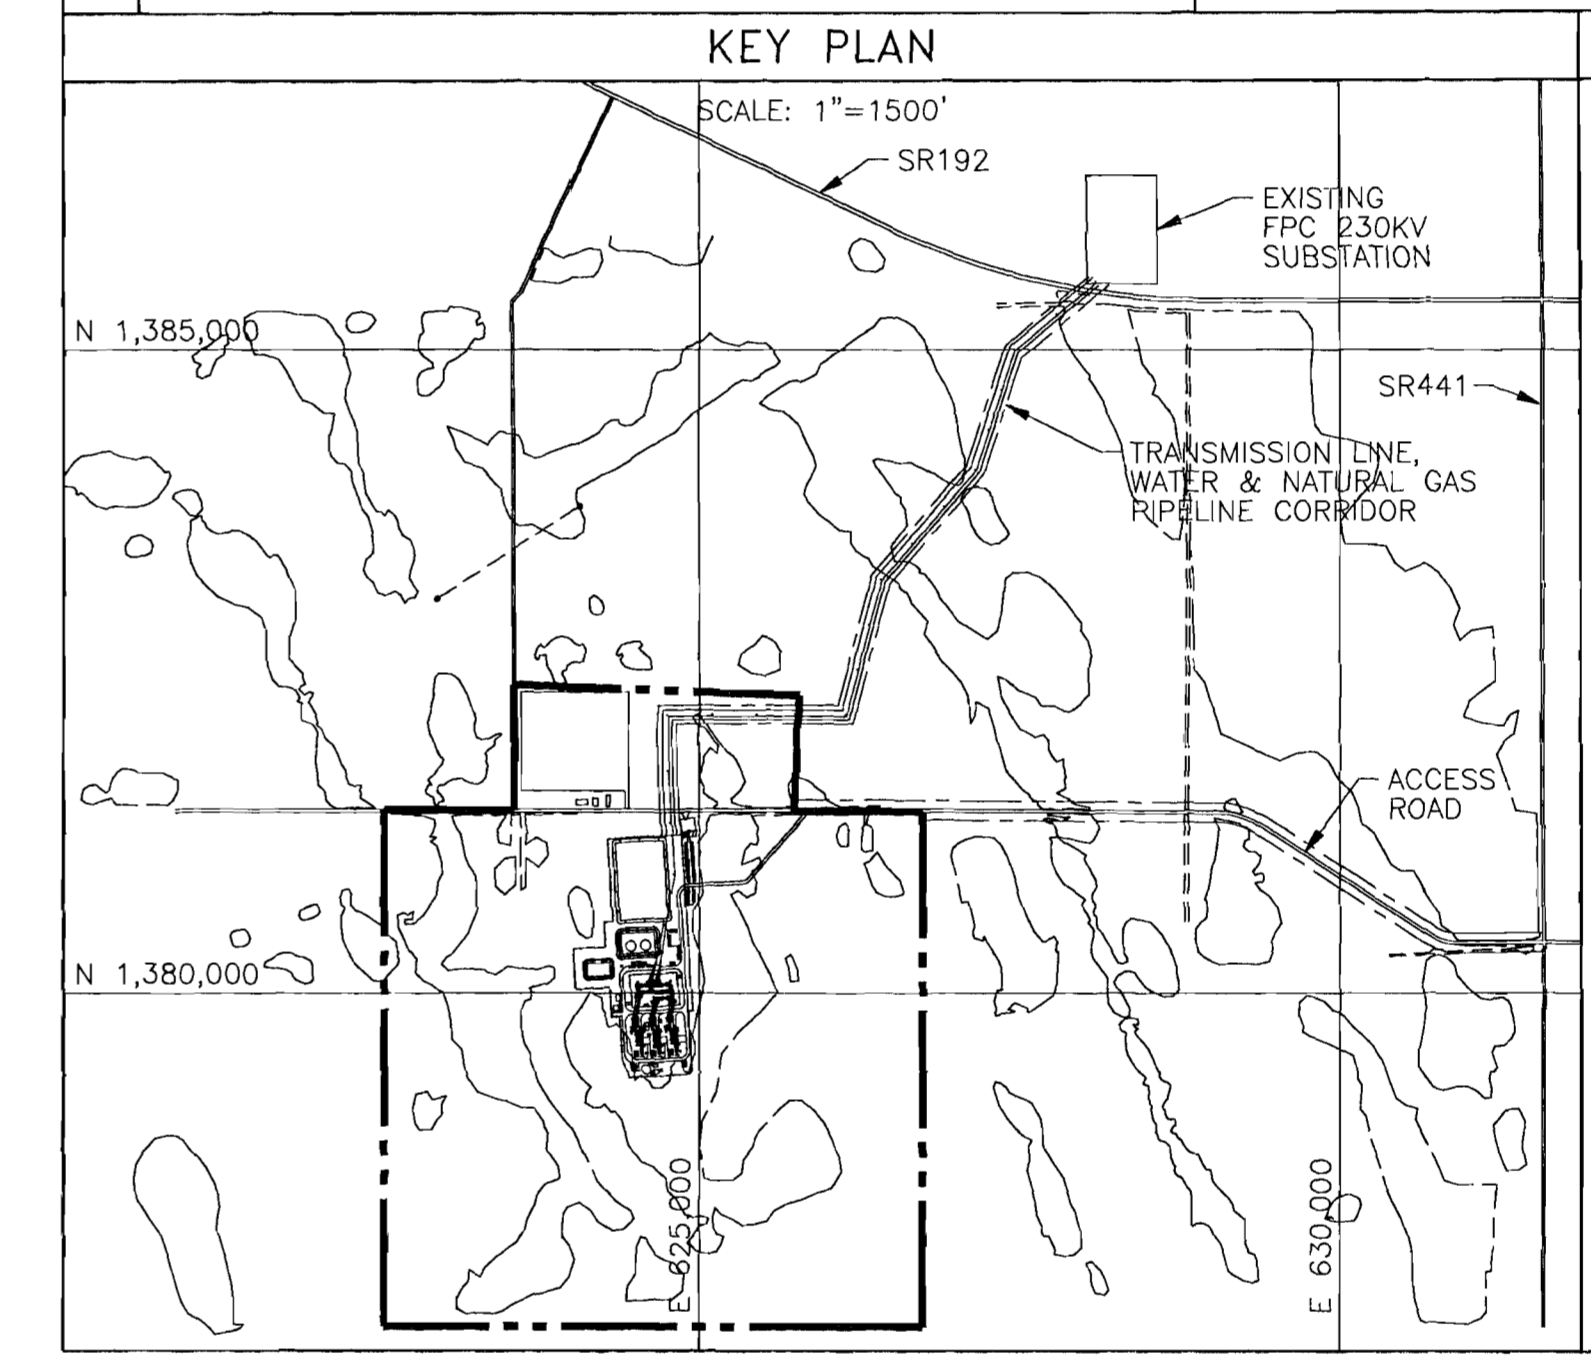 KEY PLAN
SCALE: 1"=1500'
SR192
EXISTING
FPC 230KV
SUBSTATION
N 1,385,000
SR441
TRANSMISSION LINE,
WATER & NATURAL GAS
PIPELINE CORRIDOR
ACCESS
ROAD
N 1,380,000
E 625,000
E 630,000